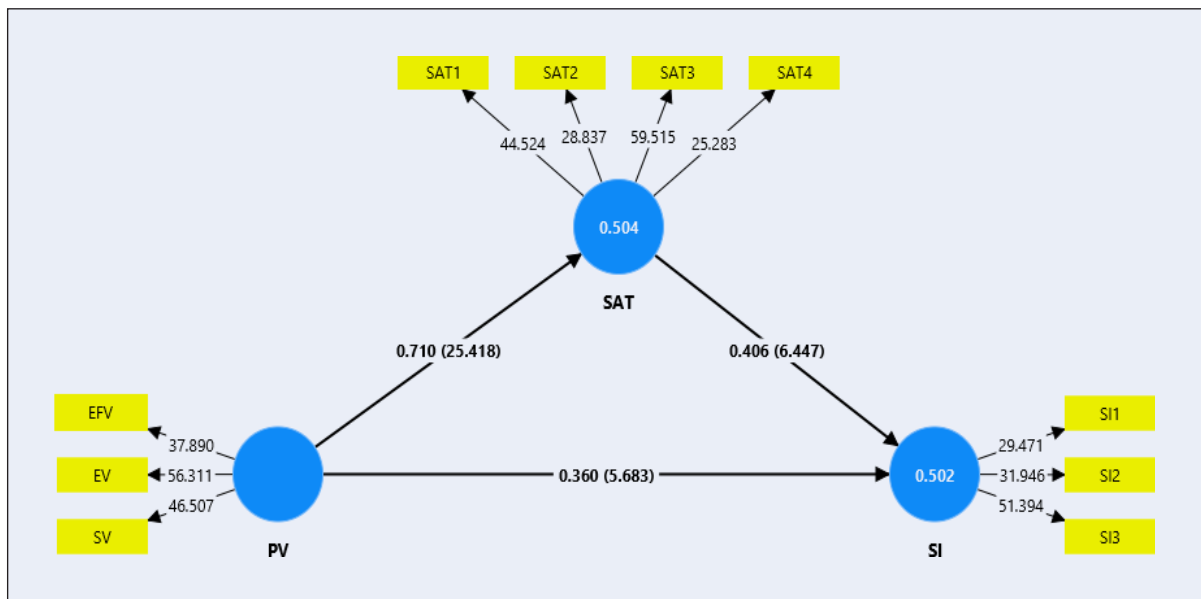 SAT1 SAT2 SAT3 SAT4
44.524 28.837 59.515 25.283
0.504
SAT
0.710 (25.418) 0.406 (6.447)
EFV
37.890
EV
56.311
SV
46.507
PV
0.360 (5.683)
0.502
SI
SI1
29.471
SI2
31.946
SI3
51.394